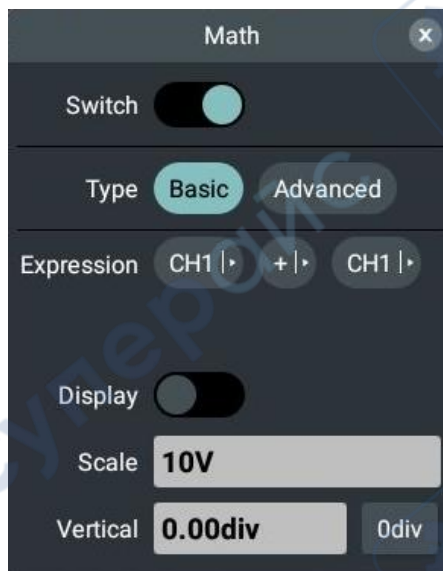 Math x
Switch
Type Basic Advanced
Expression CH1 + CH1
Display
Scale 10V
Vertical 0.00div 0div